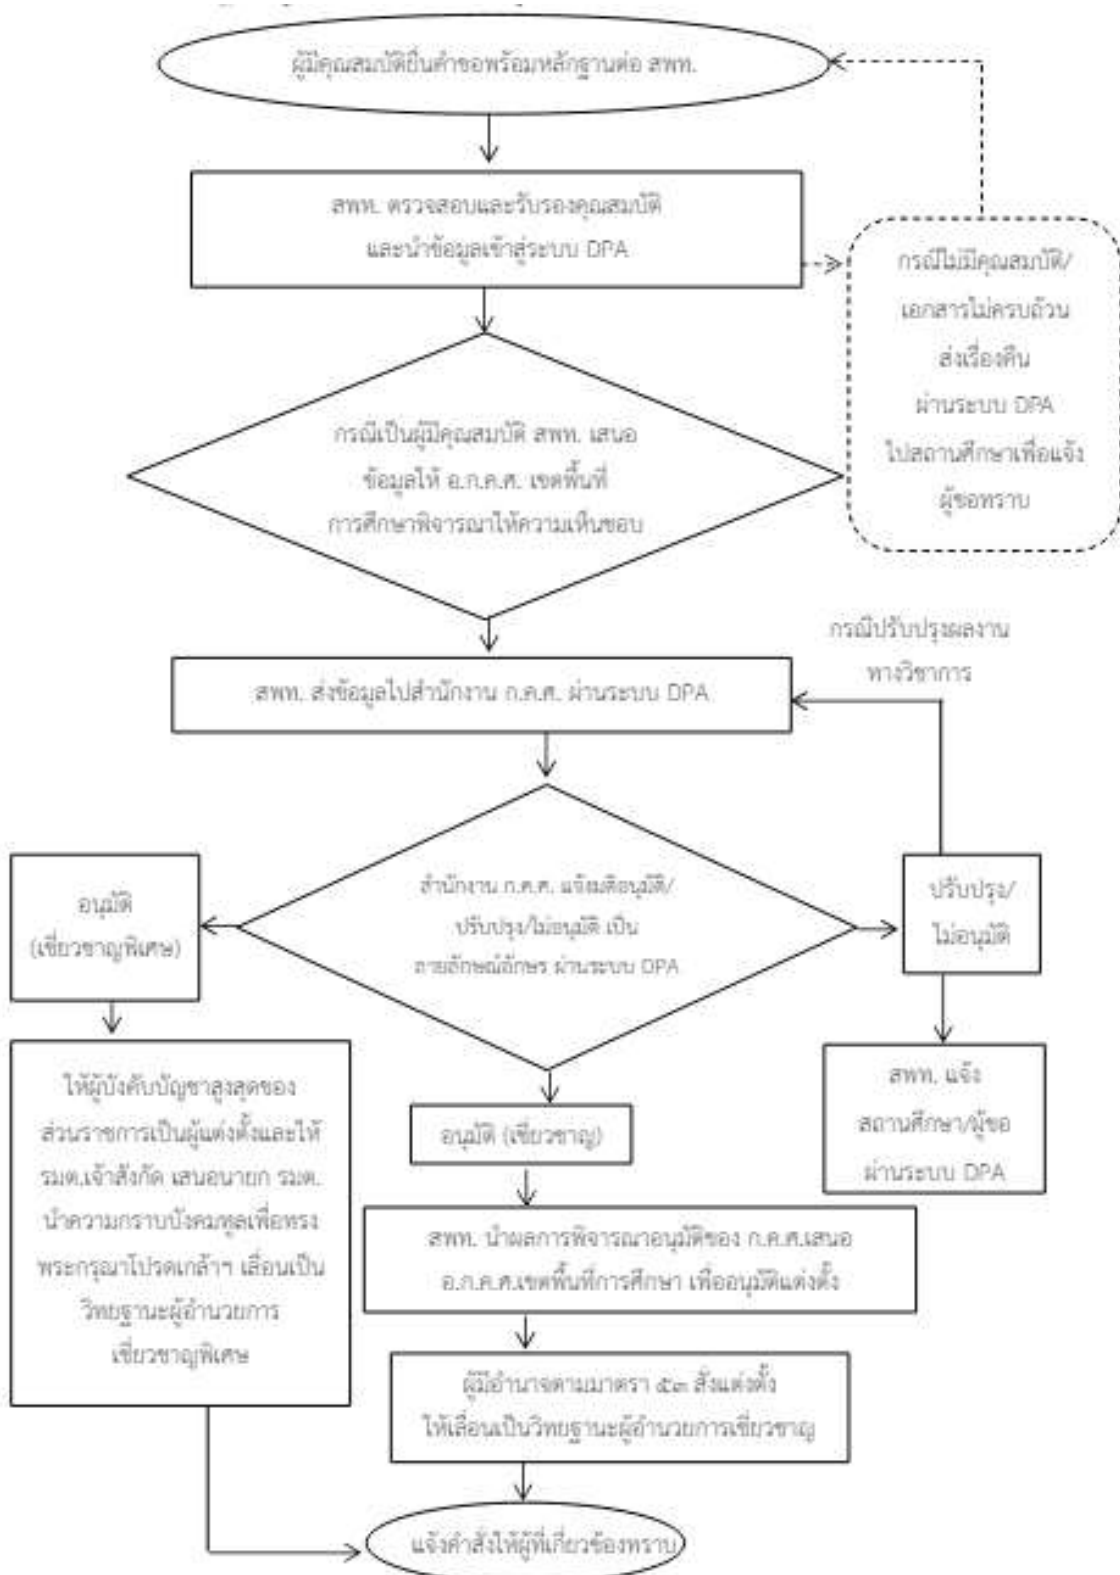 ผู้มีคุณสมบัติยื่นคำขอพร้อมหลักฐานต่อ สพท.
สพท. ตรวจสอบและรับรองคุณสมบัติ
และนำข้อมูลเข้าสู่ระบบ DPA
กรณีไม่มีคุณสมบัติ/
เอกสารไม่ครบถ้วน
ส่งเรื่องคืน
ผ่านระบบ DPA
ไปสถานศึกษาเพื่อแจ้ง
ผู้ขอทราบ
กรณีเป็นผู้มีคุณสมบัติ สพท. เสนอ
ข้อมูลให้ อ.ก.ค.ศ. เขตพื้นที่
การศึกษาพิจารณาให้ความเห็นชอบ
กรณีปรับปรุงผลงาน
ทางวิชาการ
สพท. ส่งข้อมูลไปสำนักงาน ก.ค.ศ. ผ่านระบบ DPA
สำนักงาน ก.ค.ศ. แจ้งมติอนุมัติ/
ปรับปรุง/ไม่อนุมัติ เป็น
ลายลักษณ์อักษร ผ่านระบบ DPA
อนุมัติ
(เชี่ยวชาญพิเศษ)
ปรับปรุง/
ไม่อนุมัติ
ให้ผู้บังคับบัญชาสูงสุดของ
ส่วนราชการเป็นผู้แต่งตั้งและให้
รมต.เจ้าสังกัด เสนอนายก รมต.
นำความกราบบังคมทูลเพื่อทรง
พระกรุณาโปรดเกล้าฯ เลื่อนเป็น
วิทยฐานะผู้อำนวยการ
เชี่ยวชาญพิเศษ
สพท. แจ้ง
สถานศึกษา/ผู้ขอ
ผ่านระบบ DPA
อนุมัติ (เชี่ยวชาญ)
สพท. นำผลการพิจารณาอนุมัติของ ก.ค.ศ.เสนอ
อ.ก.ค.ศ.เขตพื้นที่การศึกษา เพื่ออนุมัติแต่งตั้ง
ผู้มีอำนาจตามมาตรา ๕๓ สั่งแต่งตั้ง
ให้เลื่อนเป็นวิทยฐานะผู้อำนวยการเชี่ยวชาญ
แจ้งคำสั่งให้ผู้ที่เกี่ยวข้องทราบ